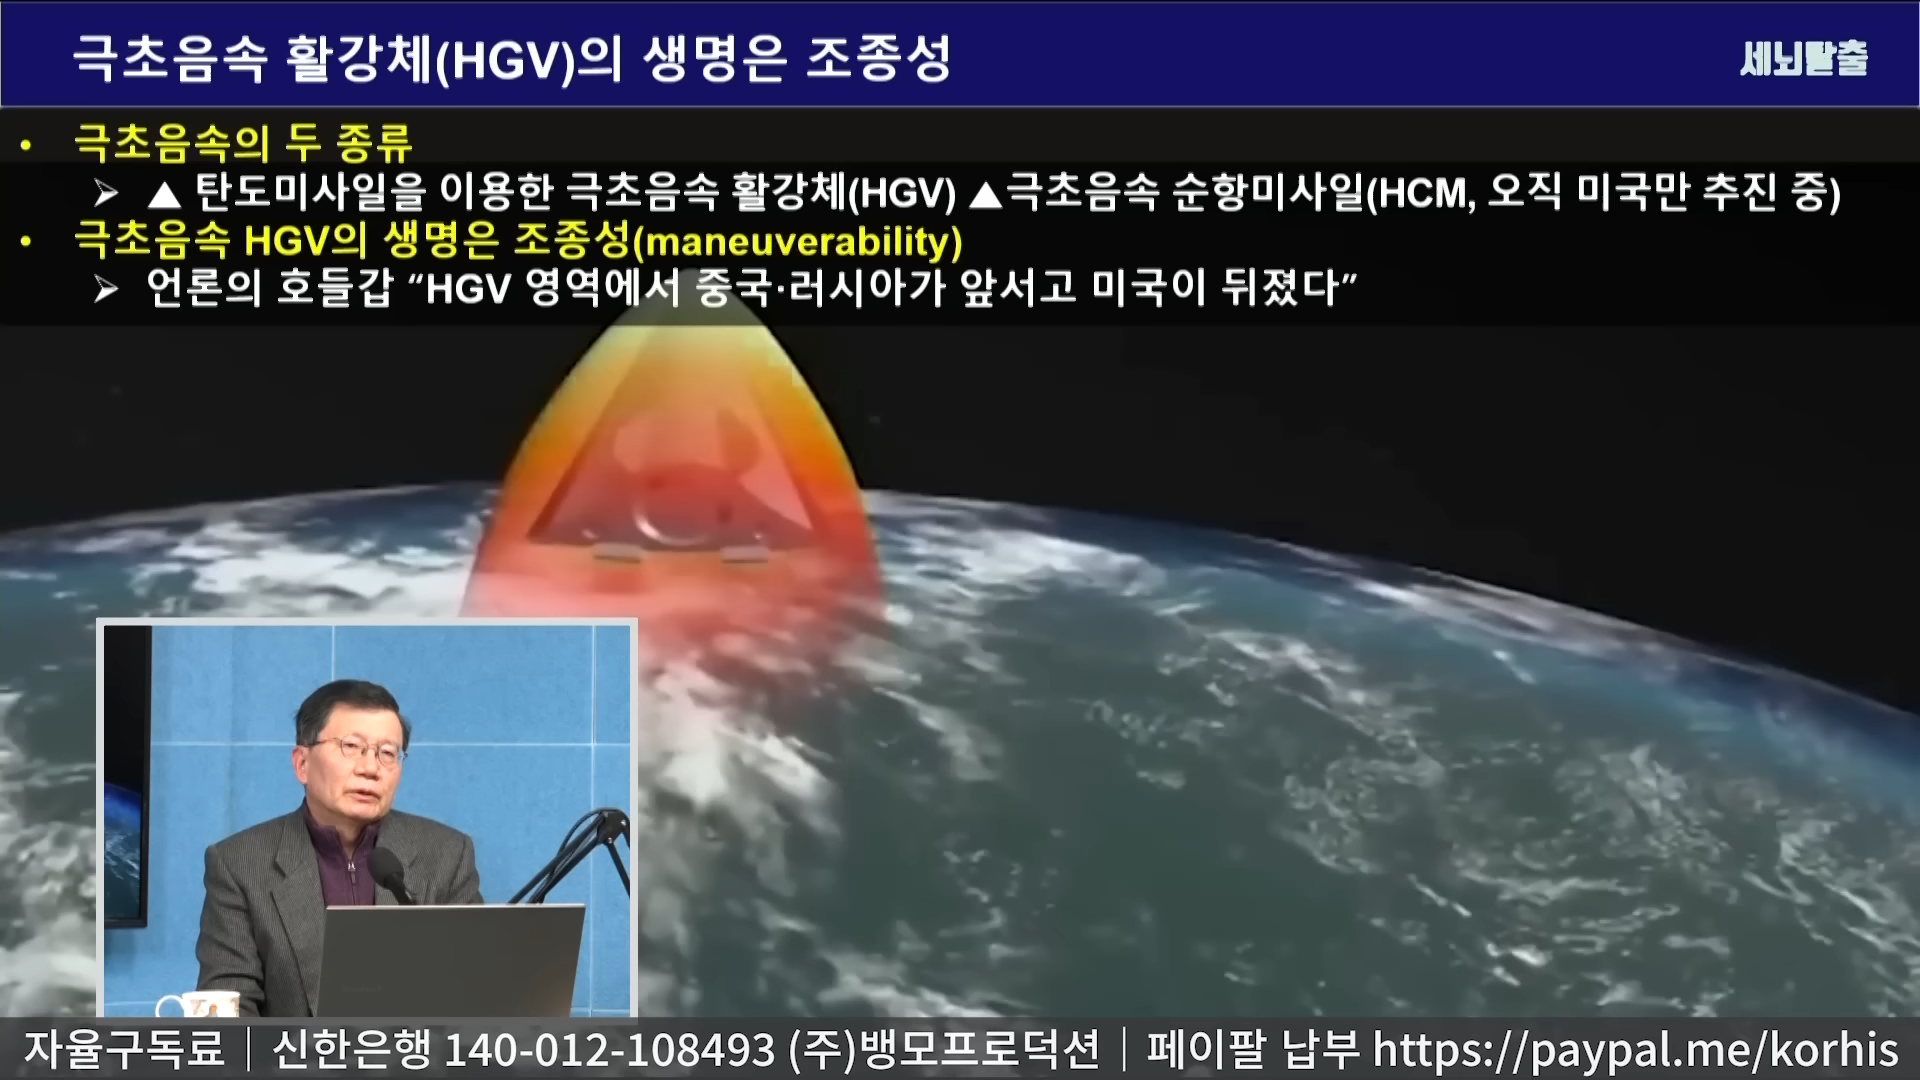 극초음속 활강체(HGV)의 생명은 조종성
세뇌탈출
• 극초음속의 두 종류
➢ ▲ 탄도미사일을 이용한 극초음속 활강체(HGV) ▲극초음속 순항미사일(HCM, 오직 미국만 추진 중)
• 극초음속 HGV의 생명은 조종성(maneuverability)
➢ 언론의 호들갑 “HGV 영역에서 중국·러시아가 앞서고 미국이 뒤졌다”
자율구독료│신한은행 140-012-108493 (주)뱅모프로덕션│페이팔 납부 https://paypal.me/korhis